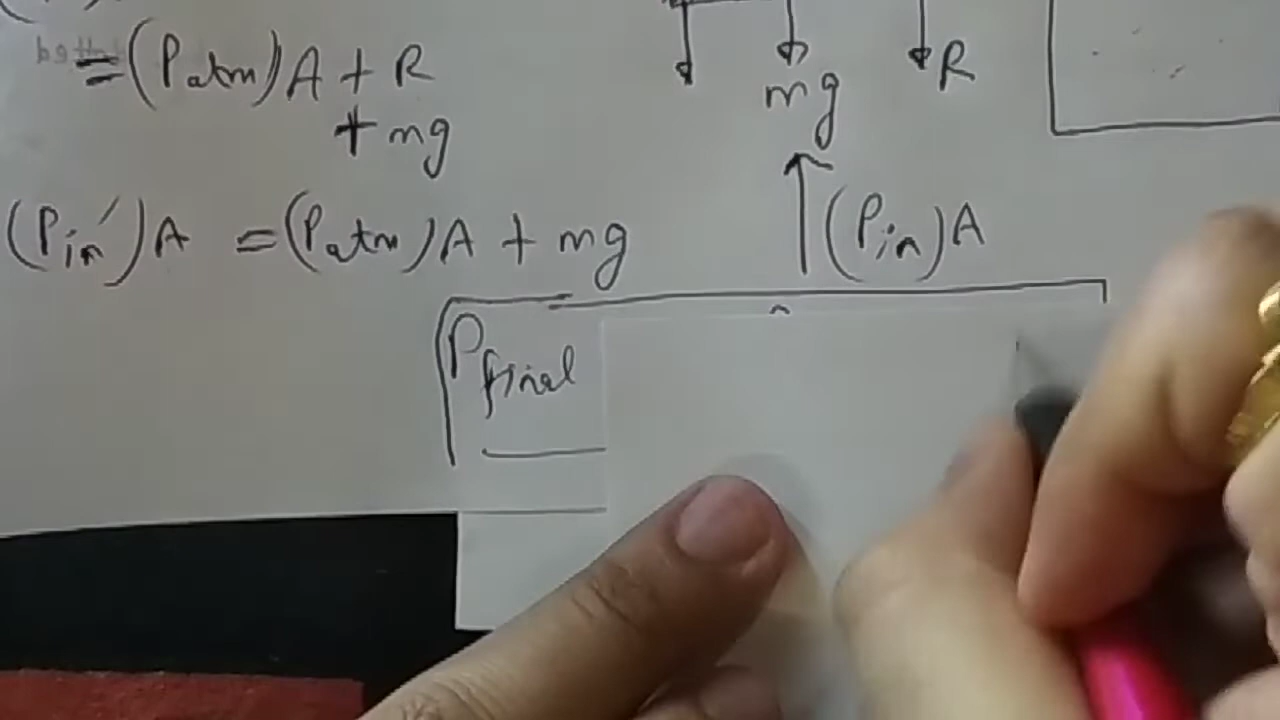 =(Patm)A + R
+ mg
mg
R
(Pin')A = (Patm)A + mg
(Pin)A
Pfinal